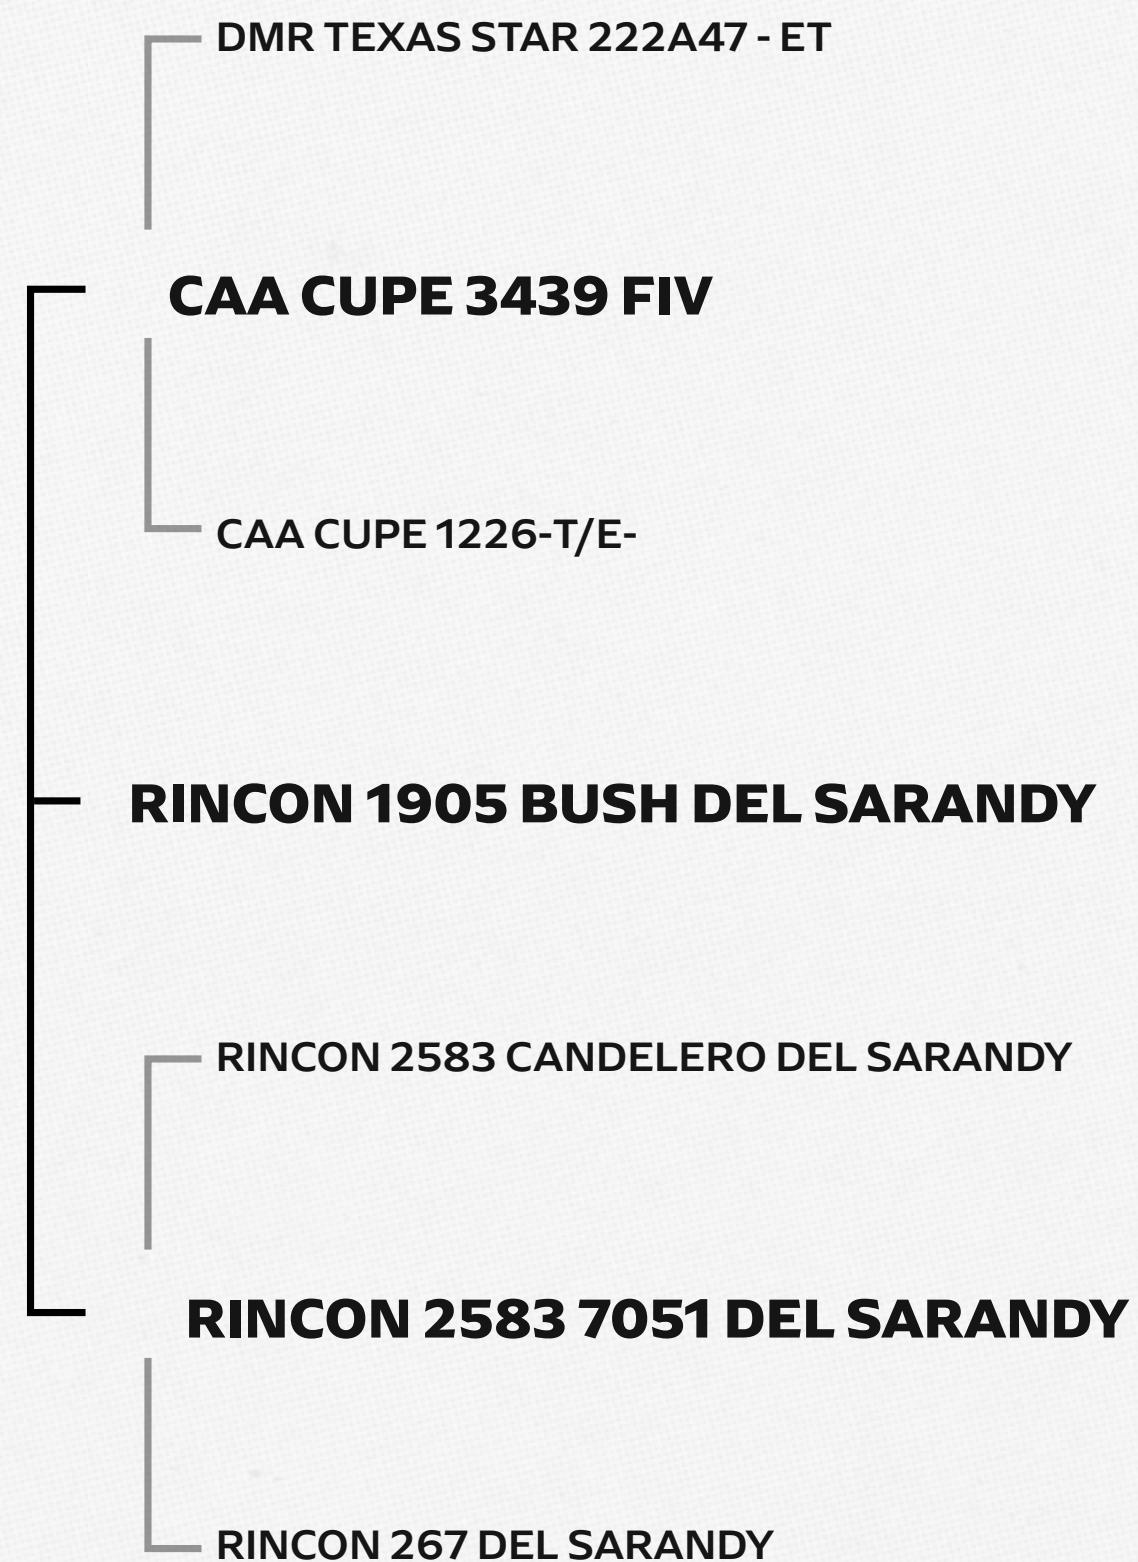 DMR TEXAS STAR 222A47 - ET
CAA CUPE 3439 FIV
CAA CUPE 1226-T/E-
RINCON 1905 BUSH DEL SARANDY
RINCON 2583 CANDELERO DEL SARANDY
RINCON 2583 7051 DEL SARANDY
RINCON 267 DEL SARANDY